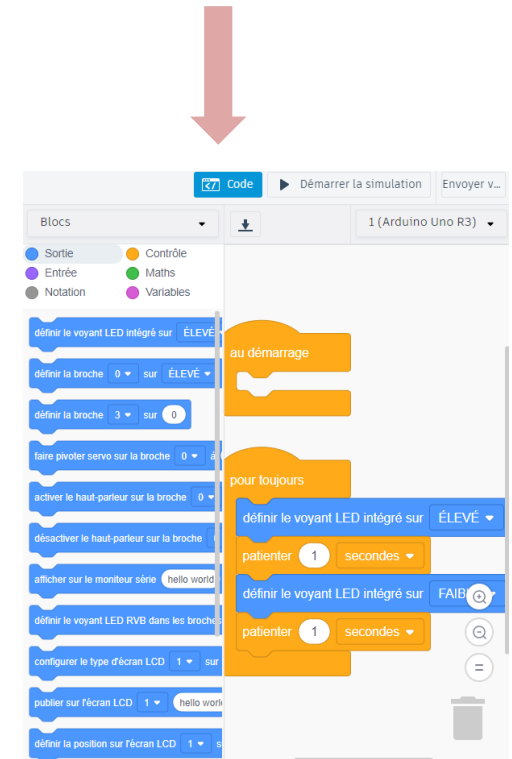 Code
Démarrer la simulation
Envoyer v...
Blocs
1 (Arduino Uno R3)
Sortie
Contrôle
Entrée
Maths
Notation
Variables
définir le voyant LED intégré sur ÉLEVÉ
définir la broche 0 sur ÉLEVÉ
définir la broche 3 sur 0
faire pivoter servo sur la broche 0 à
activer le haut-parleur sur la broche 0
désactiver le haut-parleur sur la broche
afficher sur le moniteur série hello world
définir le voyant LED RVB dans les broches
configurer le type d'écran LCD 1 sur
publier sur l'écran LCD 1 hello
définir la position sur l'écran LCD 1
au démarrage
pour toujours
définir le voyant LED intégré sur ÉLEVÉ
patienter 1 secondes
définir le voyant LED intégré sur
patienter 1 secondes